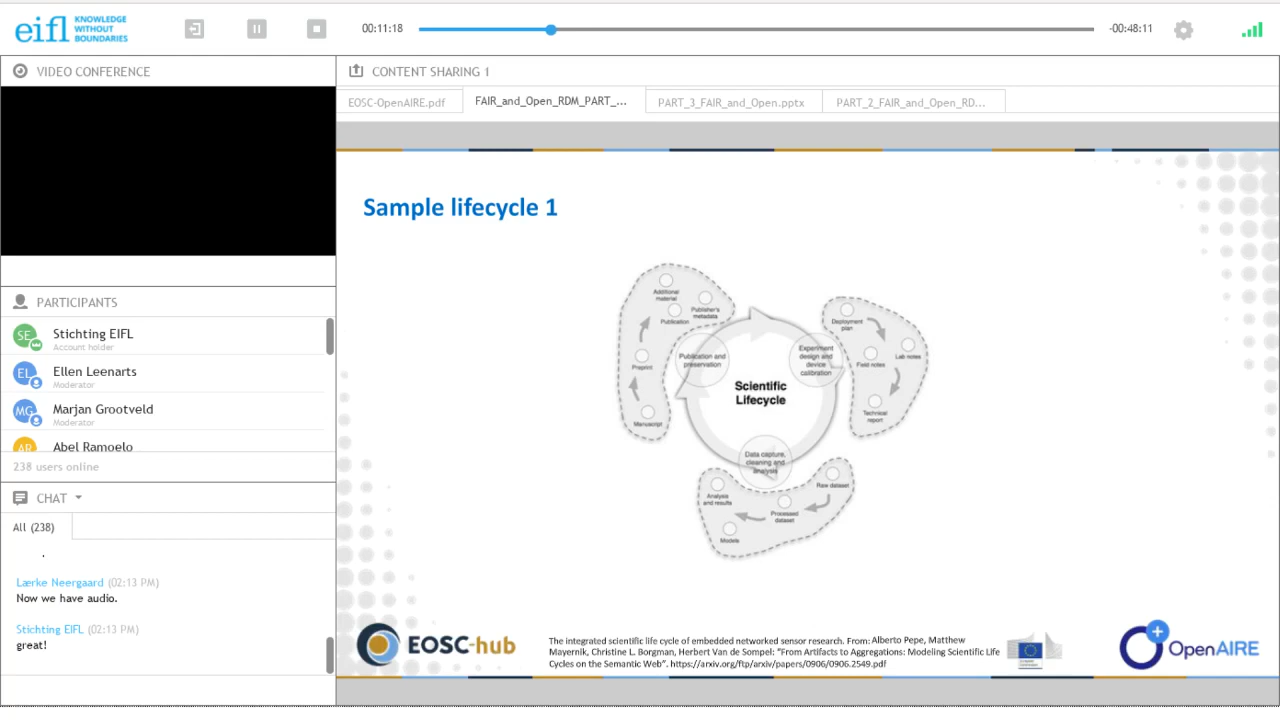 eifl KNOWLEDGE
WITHOUT
BOUNDARIES
00:11:18
-00:48:11
VIDEO CONFERENCE
PARTICIPANTS
SE
Stichting EIFL
Account holder
EL
Ellen Leenarts
Moderator
MG
Marjan Grootveld
Moderator
AR
Abel Ramoelo
238 users online
CHAT
All (238)
.
Lærke Neergaard (02:13 PM)
Now we have audio.
Stichting EIFL (02:13 PM)
great!
CONTENT SHARING 1
EOSC-OpenAIRE.pdf
FAIR_and_Open_RDM_PART_...
PART_3_FAIR_and_Open.pptx
PART_2_FAIR_and_Open_RD...
Sample lifecycle 1
Additional
material
Publisher's
metadata
Publication
Preprint
Manuscript
Publication and
preservation
Experiment
design and
device
calibration
Deployment
plan
Lab notes
Field notes
Technical
report
Scientific
Lifecycle
Data capture,
cleaning and
analysis
Raw dataset
Processed
dataset
Analysis
and results
Models
EOSC-hub
The integrated scientific life cycle of embedded networked sensor research. From: Alberto Pepe, Matthew
Mayernik, Christine L. Borgman, Herbert Van de Sompel: "From Artifacts to Aggregations: Modeling Scientific Life
Cycles on the Semantic Web". https://arxiv.org/ftp/arxiv/papers/0906/0906.2549.pdf
OpenAIRE